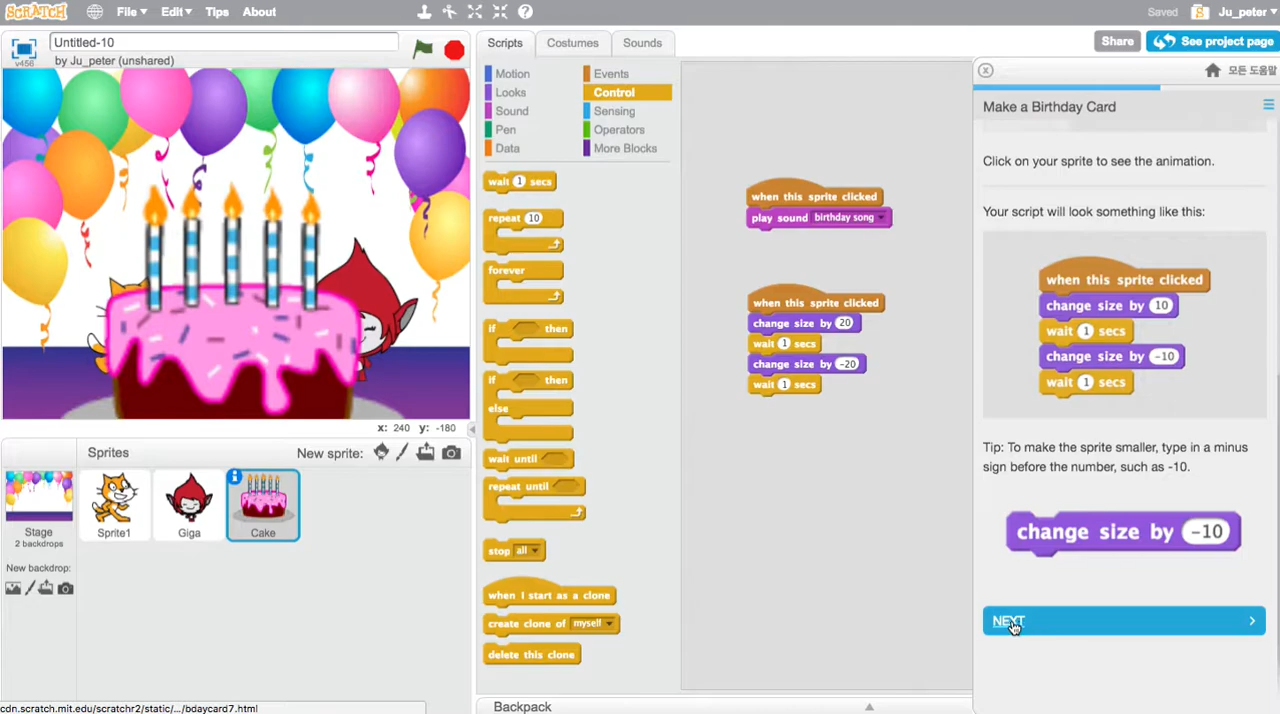 SCRATCH File Edit Tips About Saved Ju_peter
v456 Untitled-10
by Ju_peter (unshared)
Share See project page
Scripts Costumes Sounds
Motion Events
Looks Control
Sound Sensing
Pen Operators
Data More Blocks
wait 1 secs
repeat 10
forever
if then
if then
else
wait until
repeat until
stop all
when I start as a clone
create clone of myself
delete this clone
when this sprite clicked
play sound birthday song
when this sprite clicked
change size by 20
wait 1 secs
change size by -20
wait 1 secs
모든 도움말
Make a Birthday Card
Click on your sprite to see the animation.
Your script will look something like this:
when this sprite clicked
change size by 10
wait 1 secs
change size by -10
wait 1 secs
Tip: To make the sprite smaller, type in a minus
sign before the number, such as -10.
change size by -10
NEXT
x: 240 y: -180
Sprites New sprite:
Stage
2 backdrops
New backdrop:
Sprite1
Giga
Cake
Backpack
cdn.scratch.mit.edu/scratchr2/static/.../bdaycard7.html